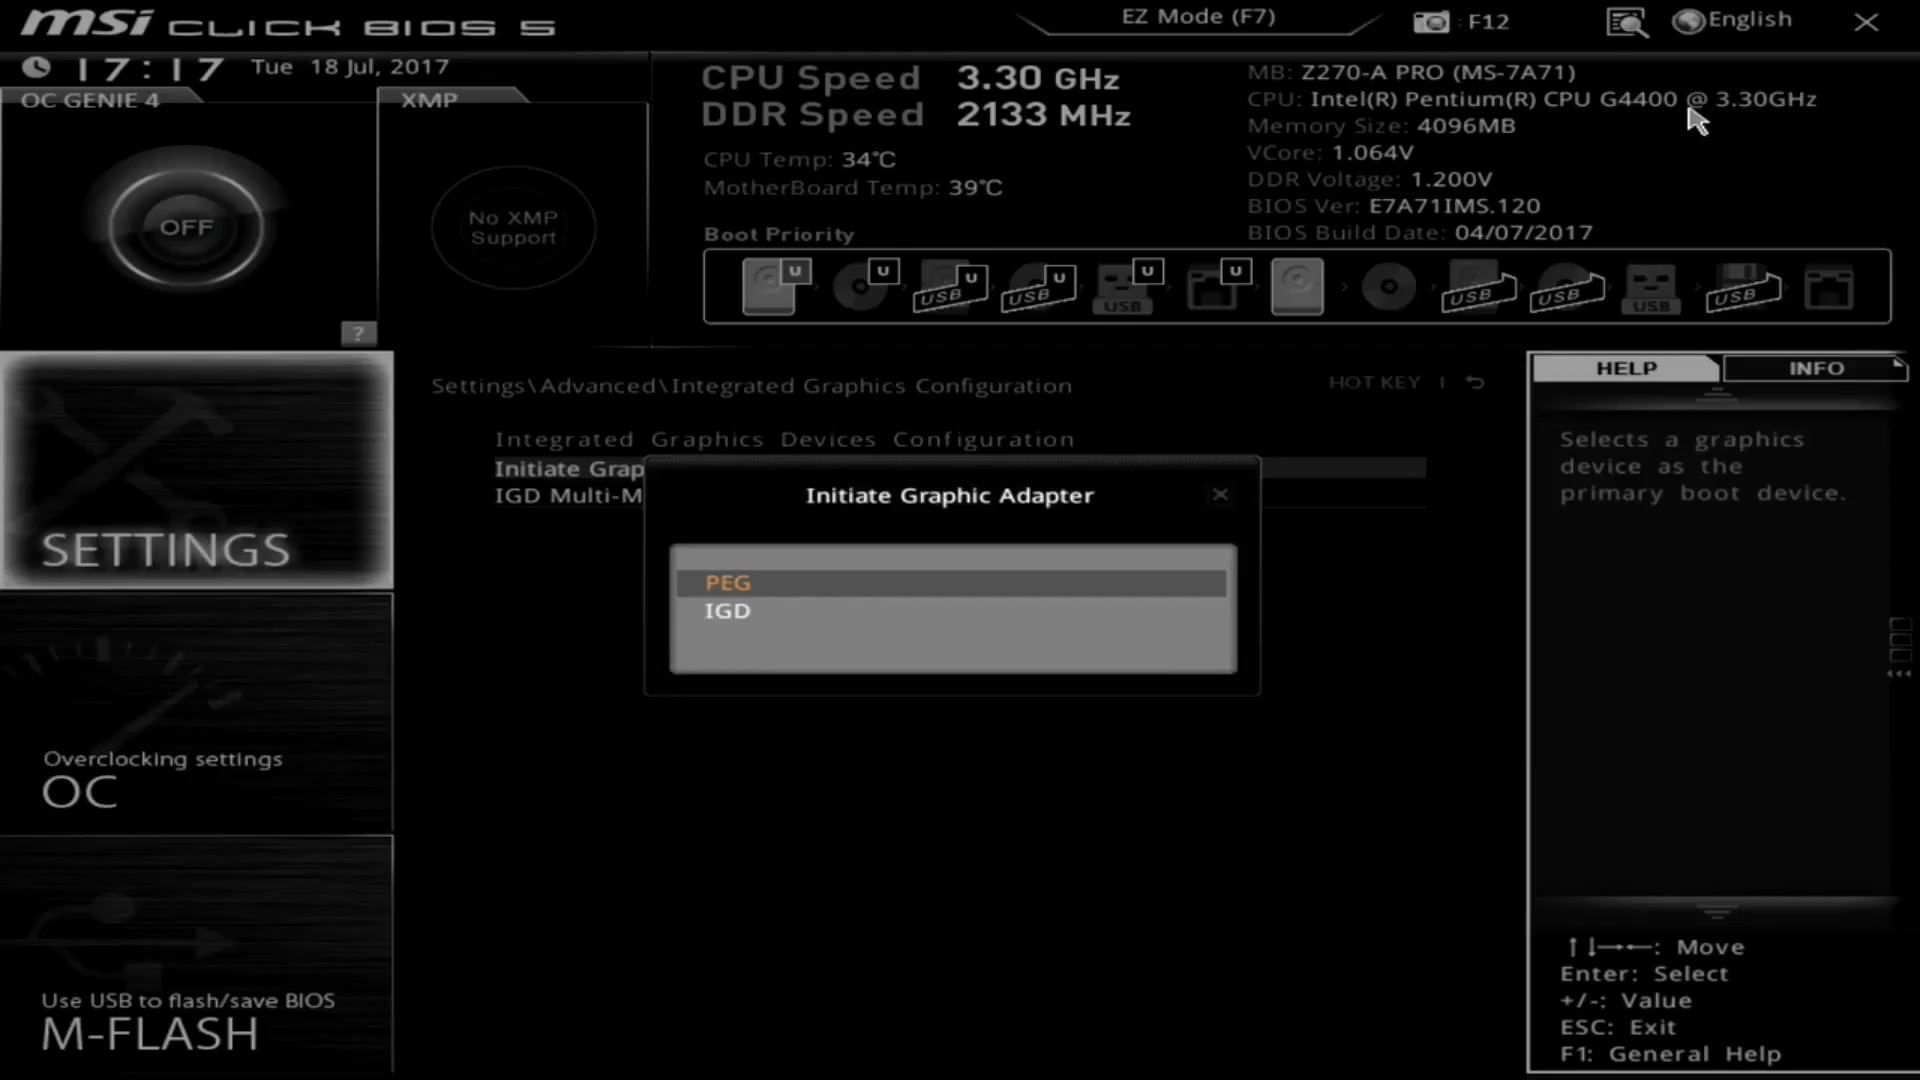 msi CLICK BIOS 5
EZ Mode (F7)
: F12
English
17:17 Tue 18 Jul, 2017
OC GENIE 4
XMP
OFF
No XMP
Support
?
CPU Speed 3.30 GHz
DDR Speed 2133 MHz
CPU Temp: 34℃
MotherBoard Temp: 39℃
MB: Z270-A PRO (MS-7A71)
CPU: Intel(R) Pentium(R) CPU G4400 @ 3.30GHz
Memory Size: 4096MB
VCore: 1.064V
DDR Voltage: 1.200V
BIOS Ver: E7A71IMS.120
BIOS Build Date: 04/07/2017
Boot Priority
U U U U U U
USB USB USB USB USB USB USB
SETTINGS
Overclocking settings
OC
Use USB to flash/save BIOS
M-FLASH
Settings\Advanced\Integrated Graphics Configuration
HOT KEY
Integrated Graphics Devices Configuration
Initiate Grap
IGD Multi-M
Initiate Graphic Adapter
PEG
IGD
HELP
INFO
Selects a graphics
device as the
primary boot device.
↑↓→←: Move
Enter: Select
+/-: Value
ESC: Exit
F1: General Help